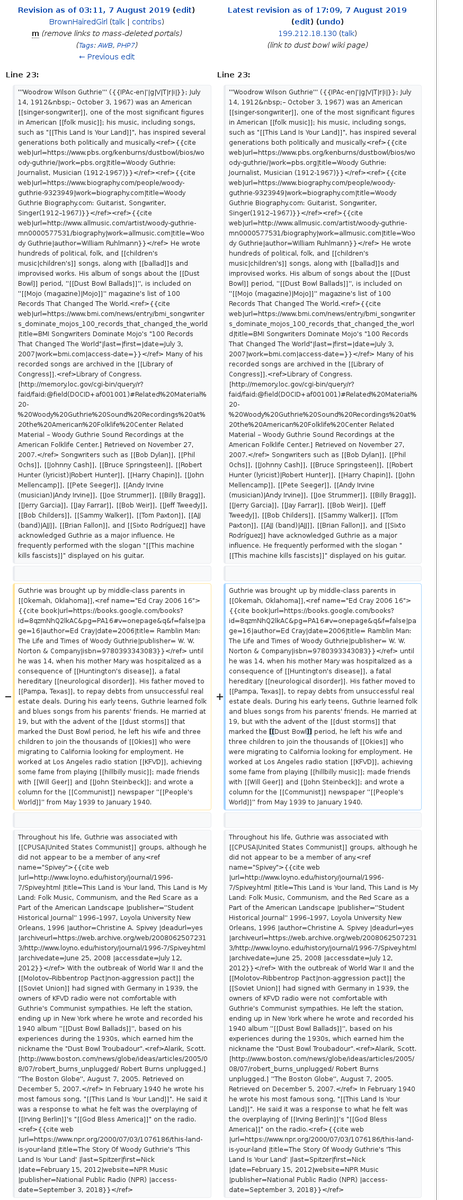 Revision as of 03:11, 7 August 2019 (edit)
BrownHairedGirl (talk | contribs)
m (remove links to mass-deleted portals)
(Tags: AWB, PHP7)
← Previous edit
Latest revision as of 17:09, 7 August 2019
(edit) (undo)
199.212.18.130 (talk)
(link to dust bowl wiki page)
Line 23:
'''Woodrow Wilson Guthrie''' ({{IPAc-en|ˈ|g|ʌ|T|r|i|}}; July
14, 1912&nbsp;– October 3, 1967) was an American
[[singer-songwriter]], one of the most significant figures
in American [[folk music]]; his music, including songs,
such as "[[This Land Is Your Land]]", has inspired several
generations both politically and musically.<ref>{{cite
web|url=https://www.pbs.org/kenburns/dustbowl/bios/wo
ody-guthrie/|work=pbs.org|title=Woody Guthrie:
Journalist, Musician (1912-1967)}}</ref><ref>{{cite
web|url=https://www.biography.com/people/woody-
guthrie-9323949|work=biography.com|title=Woody
Guthrie Biography.com: Guitarist, Songwriter,
Singer(1912-1967)}}</ref><ref>{{cite
web|url=http://www.allmusic.com/artist/woody-guthrie-
mn0000577531/biography|work=allmusic.com|title=Woo
dy Guthrie|author=William Ruhlmann}}</ref> He wrote
hundreds of political, folk, and [[children's
music|children's]] songs, along with [[ballad]]s and
improvised works. His album of songs about the [[Dust
Bowl]] period, ''[[Dust Bowl Ballads]]'', is included on
''[[Mojo (magazine)|Mojo]]'' magazine's list of 100
Records That Changed The World.<ref>{{cite
web|url=https://www.bmi.com/news/entry/bmi_songwriter
s_dominate_mojos_100_records_that_changed_the_world
|title=BMI Songwriters Dominate Mojo's "100 Records
That Changed The World"|last=|first=|date=July 3,
2007|work=bmi.com|access-date=}}</ref> Many of his
recorded songs are archived in the [[Library of
Congress]].<ref>Library of Congress.
[http://memory.loc.gov/cgi-bin/query/r?
faid/faid:@field(DOCID+af001001)#Related%20Material%
20-
%20Woody%20Guthrie%20Sound%20Recordings%20at%
20the%20American%20Folklife%20Center Related
Material – Woody Guthrie Sound Recordings at the
American Folklife Center.] Retrieved on November 27,
2007.</ref> Songwriters such as [[Bob Dylan]], [[Phil
Ochs]], [[Johnny Cash]], [[Bruce Springsteen]], [[Robert
Hunter (lyricist)|Robert Hunter]], [[Harry Chapin]], [[John
Mellencamp]], [[Pete Seeger]], [[Andy Irvine
(musician)|Andy Irvine]], [[Joe Strummer]], [[Billy Bragg]],
[[Jerry Garcia]], [[Jay Farrar]], [[Bob Weir]], [[Jeff
Tweedy]], [[Bob Childers]], [[Sammy Walker]], [[Tom Paxton]], [[AJJ
(band)|AJJ]], [[Brian Fallon]], and [[Sixto Rodríguez]] have
acknowledged Guthrie as a major influence. He
frequently performed with the slogan "[[This machine
kills fascists]]" displayed on his guitar.
− Guthrie was brought up by middle-class parents in
[[Okemah, Oklahoma]],<ref name="Ed Cray 2006 16">
{{cite book|url=https://books.google.com/books?
id=8qzmNhQ2lkAC&pg=PA16#v=onepage&q&f=false|pa
ge=16|author=Ed Cray|date=2006|title= Ramblin Man:
The Life and Times of Woody Guthrie|publisher= W. W.
Norton & Company|isbn=9780393343083}}</ref> until
he was 14, when his mother Mary was hospitalized as a
consequence of [[Huntington's disease]], a fatal
hereditary [[neurological disorder]]. His father moved to
[[Pampa, Texas]], to repay debts from unsuccessful real
estate deals. During his early teens, Guthrie learned folk
and blues songs from his parents' friends. He married at
19, but with the advent of the [[dust storms]] that
marked the Dust Bowl period, he left his wife and three
children to join the thousands of [[Okies]] who were
migrating to California looking for employment. He
worked at Los Angeles radio station [[KFVD]], achieving
some fame from playing [[hillbilly music]]; made friends
with [[Will Geer]] and [[John Steinbeck]]; and wrote a
column for the [[Communist]] newspaper ''[[People's
World]]'' from May 1939 to January 1940.
Throughout his life, Guthrie was associated with
[[CPUSA|United States Communist]] groups, although he
did not appear to be a member of any.<ref
name="Spivey">{{cite web
|url=http://www.loyno.edu/history/journal/1996-
7/Spivey.html |title=This Land is Your land, This Land is My
Land: Folk Music, Communism, and the Red Scare as a
Part of the American Landscape |publisher=''Student
Historical Journal'' 1996-1997, Loyola University New
Orleans, 1996 |author=Christine A. Spivey |deadurl=yes
|archiveurl=https://web.archive.org/web/2008062507231
3/http://www.loyno.edu/history/journal/1996-7/Spivey.html
|archivedate=June 25, 2008 |accessdate=July 12,
2012}}</ref> With the outbreak of World War II and the
[[Molotov–Ribbentrop Pact|non-aggression pact]] the
[[Soviet Union]] had signed with Germany in 1939, the
owners of KFVD radio were not comfortable with
Guthrie's Communist sympathies. He left the station,
ending up in New York where he wrote and recorded his
1940 album ''[[Dust Bowl Ballads]]'', based on his
experiences during the 1930s, which earned him the
nickname the "Dust Bowl Troubadour".<ref>Alarik, Scott.
[http://www.boston.com/news/globe/ideas/articles/2005/0
8/07/robert_burns_unplugged/ Robert Burns unplugged.]
''The Boston Globe'', August 7, 2005. Retrieved on
December 5, 2007.</ref> In February 1940 he wrote his
most famous song, "[[This Land Is Your Land]]". He said it
was a response to what he felt was the overplaying of
[[Irving Berlin]]'s "[[God Bless America]]" on the radio.
<ref>{{cite web
|url=https://www.npr.org/2000/07/03/1076186/this-land-
is-your-land |title=The Story Of Woody Guthrie's 'This
Land Is Your Land' |last=Spitzer|first=Nick
|date=February 15, 2012|website=NPR Music
|publisher=National Public Radio (NPR) |access-
date=September 3, 2018}}</ref>
Line 23:
'''Woodrow Wilson Guthrie''' ({{IPAc-en|ˈ|g|ʌ|T|r|i|}}; July
14, 1912&nbsp;– October 3, 1967) was an American
[[singer-songwriter]], one of the most significant figures
in American [[folk music]]; his music, including songs,
such as "[[This Land Is Your Land]]", has inspired several
generations both politically and musically.<ref>{{cite
web|url=https://www.pbs.org/kenburns/dustbowl/bios/wo
ody-guthrie/|work=pbs.org|title=Woody Guthrie:
Journalist, Musician (1912-1967)}}</ref><ref>{{cite
web|url=https://www.biography.com/people/woody-
guthrie-9323949|work=biography.com|title=Woody
Guthrie Biography.com: Guitarist, Songwriter,
Singer(1912-1967)}}</ref><ref>{{cite
web|url=http://www.allmusic.com/artist/woody-guthrie-
mn0000577531/biography|work=allmusic.com|title=Woo
dy Guthrie|author=William Ruhlmann}}</ref> He wrote
hundreds of political, folk, and [[children's
music|children's]] songs, along with [[ballad]]s and
improvised works. His album of songs about the [[Dust
Bowl]] period, ''[[Dust Bowl Ballads]]'', is included on
''[[Mojo (magazine)|Mojo]]'' magazine's list of 100
Records That Changed The World.<ref>{{cite
web|url=https://www.bmi.com/news/entry/bmi_songwriter
s_dominate_mojos_100_records_that_changed_the_worl
d|title=BMI Songwriters Dominate Mojo's "100 Records
That Changed The World"|last=|first=|date=July 3,
2007|work=bmi.com|access-date=}}</ref> Many of his
recorded songs are archived in the [[Library of
Congress]].<ref>Library of Congress.
[http://memory.loc.gov/cgi-bin/query/r?
faid/faid:@field(DOCID+af001001)#Related%20Material%
20-
%20Woody%20Guthrie%20Sound%20Recordings%20at%
20the%20American%20Folklife%20Center Related
Material – Woody Guthrie Sound Recordings at the
American Folklife Center.] Retrieved on November 27,
2007.</ref> Songwriters such as [[Bob Dylan]], [[Phil
Ochs]], [[Johnny Cash]], [[Bruce Springsteen]], [[Robert
Hunter (lyricist)|Robert Hunter]], [[Harry Chapin]], [[John
Mellencamp]], [[Pete Seeger]], [[Andy Irvine
(musician)|Andy Irvine]], [[Joe Strummer]], [[Billy Bragg]],
[[Jerry Garcia]], [[Jay Farrar]], [[Bob Weir]], [[Jeff
Tweedy]], [[Bob Childers]], [[Sammy Walker]], [[Tom Paxton]], [[AJJ
(band)|AJJ]], [[Brian Fallon]], and [[Sixto Rodríguez]] have
acknowledged Guthrie as a major influence. He
frequently performed with the slogan "[[This machine
kills fascists]]" displayed on his guitar.
+ Guthrie was brought up by middle-class parents in
[[Okemah, Oklahoma]],<ref name="Ed Cray 2006 16">
{{cite book|url=https://books.google.com/books?
id=8qzmNhQ2lkAC&pg=PA16#v=onepage&q&f=false|pa
ge=16|author=Ed Cray|date=2006|title= Ramblin Man:
The Life and Times of Woody Guthrie|publisher= W. W.
Norton & Company|isbn=9780393343083}}</ref> until
he was 14, when his mother Mary was hospitalized as a
consequence of [[Huntington's disease]], a fatal
hereditary [[neurological disorder]]. His father moved to
[[Pampa, Texas]], to repay debts from unsuccessful real
estate deals. During his early teens, Guthrie learned folk
and blues songs from his parents' friends. He married at
19, but with the advent of the [[dust storms]] that
marked the [[Dust Bowl]] period, he left his wife and
three children to join the thousands of [[Okies]] who
were migrating to California looking for employment. He
worked at Los Angeles radio station [[KFVD]], achieving
some fame from playing [[hillbilly music]]; made friends
with [[Will Geer]] and [[John Steinbeck]]; and wrote a
column for the [[Communist]] newspaper ''[[People's
World]]'' from May 1939 to January 1940.
Throughout his life, Guthrie was associated with
[[CPUSA|United States Communist]] groups, although he
did not appear to be a member of any.<ref
name="Spivey">{{cite web
|url=http://www.loyno.edu/history/journal/1996-
7/Spivey.html |title=This Land is Your land, This Land is My
Land: Folk Music, Communism, and the Red Scare as a
Part of the American Landscape |publisher=''Student
Historical Journal'' 1996-1997, Loyola University New
Orleans, 1996 |author=Christine A. Spivey |deadurl=yes
|archiveurl=https://web.archive.org/web/2008062507231
3/http://www.loyno.edu/history/journal/1996-7/Spivey.html
|archivedate=June 25, 2008 |accessdate=July 12,
2012}}</ref> With the outbreak of World War II and the
[[Molotov–Ribbentrop Pact|non-aggression pact]] the
[[Soviet Union]] had signed with Germany in 1939, the
owners of KFVD radio were not comfortable with
Guthrie's Communist sympathies. He left the station,
ending up in New York where he wrote and recorded his
1940 album ''[[Dust Bowl Ballads]]'', based on his
experiences during the 1930s, which earned him the
nickname the "Dust Bowl Troubadour".<ref>Alarik, Scott.
[http://www.boston.com/news/globe/ideas/articles/2005/
08/07/robert_burns_unplugged/ Robert Burns unplugged.]
''The Boston Globe'', August 7, 2005. Retrieved on
December 5, 2007.</ref> In February 1940 he wrote his
most famous song, "[[This Land Is Your Land]]". He said it
was a response to what he felt was the overplaying of
[[Irving Berlin]]'s "[[God Bless America]]" on the radio.
<ref>{{cite web
|url=https://www.npr.org/2000/07/03/1076186/this-land-
is-your-land |title=The Story Of Woody Guthrie's 'This
Land Is Your Land' |last=Spitzer|first=Nick
|date=February 15, 2012|website=NPR Music
|publisher=National Public Radio (NPR) |access-
date=September 3, 2018}}</ref>